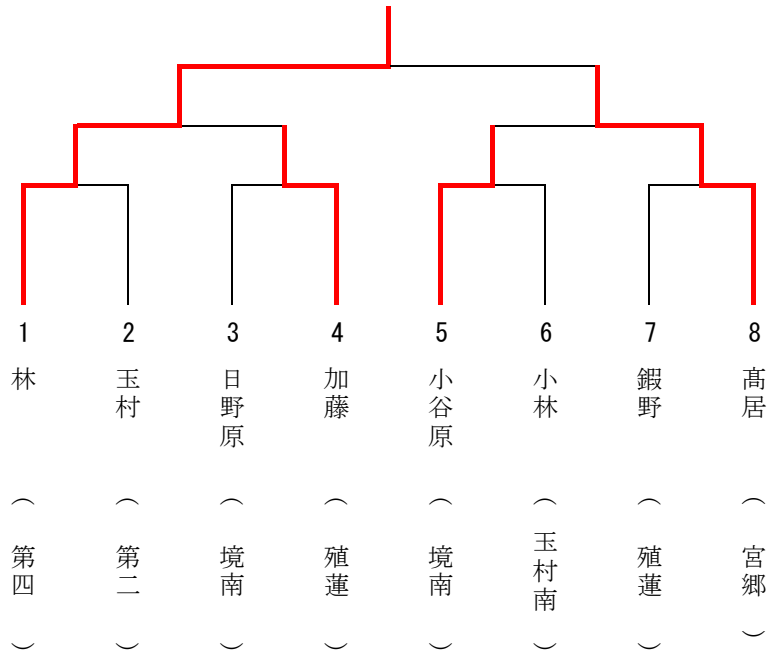 1 2 3 4 5 6 7 8
林（第四）
玉村（第二）
日野原（境南）
加藤（殖蓮）
小谷原（境南）
小林（玉村南）
鍜野（殖蓮）
髙居（宮郷）